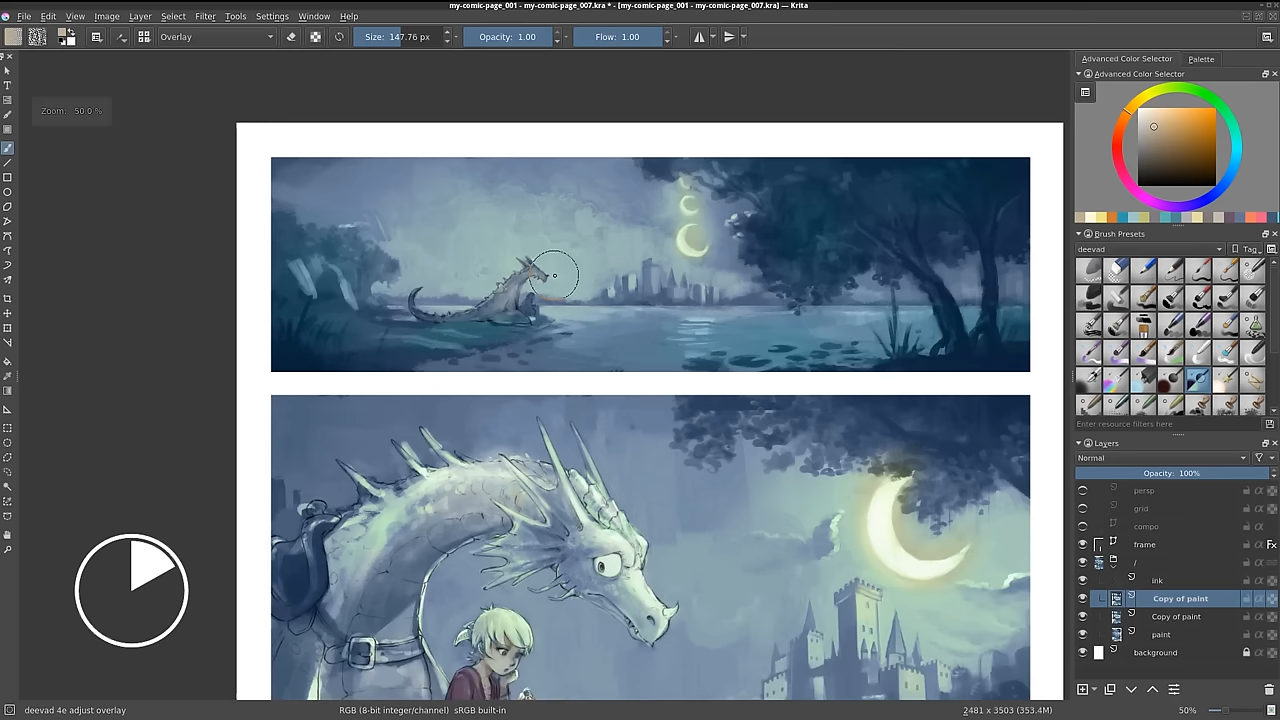 my-comic-page_001 - my-comic-page_007.kra * - [my-comic-page_001 - my-comic-page_007.kra] — Krita
File Edit View Image Layer Select Filter Tools Settings Window Help
Overlay Size: 147.76 px Opacity: 1.00 Flow: 1.00
Advanced Color Selector Palette
Advanced Color Selector
Zoom: 50.0 %
Brush Presets
deevad Tag
Enter resource filters here
Layers
Normal
Opacity: 100%
persp
grid
compo
frame Fx
/
ink
Copy of paint
Copy of paint
paint
background
deevad 4e adjust overlay RGB (8-bit integer/channel) sRGB built-in 2481 x 3503 (353.4M) 50%